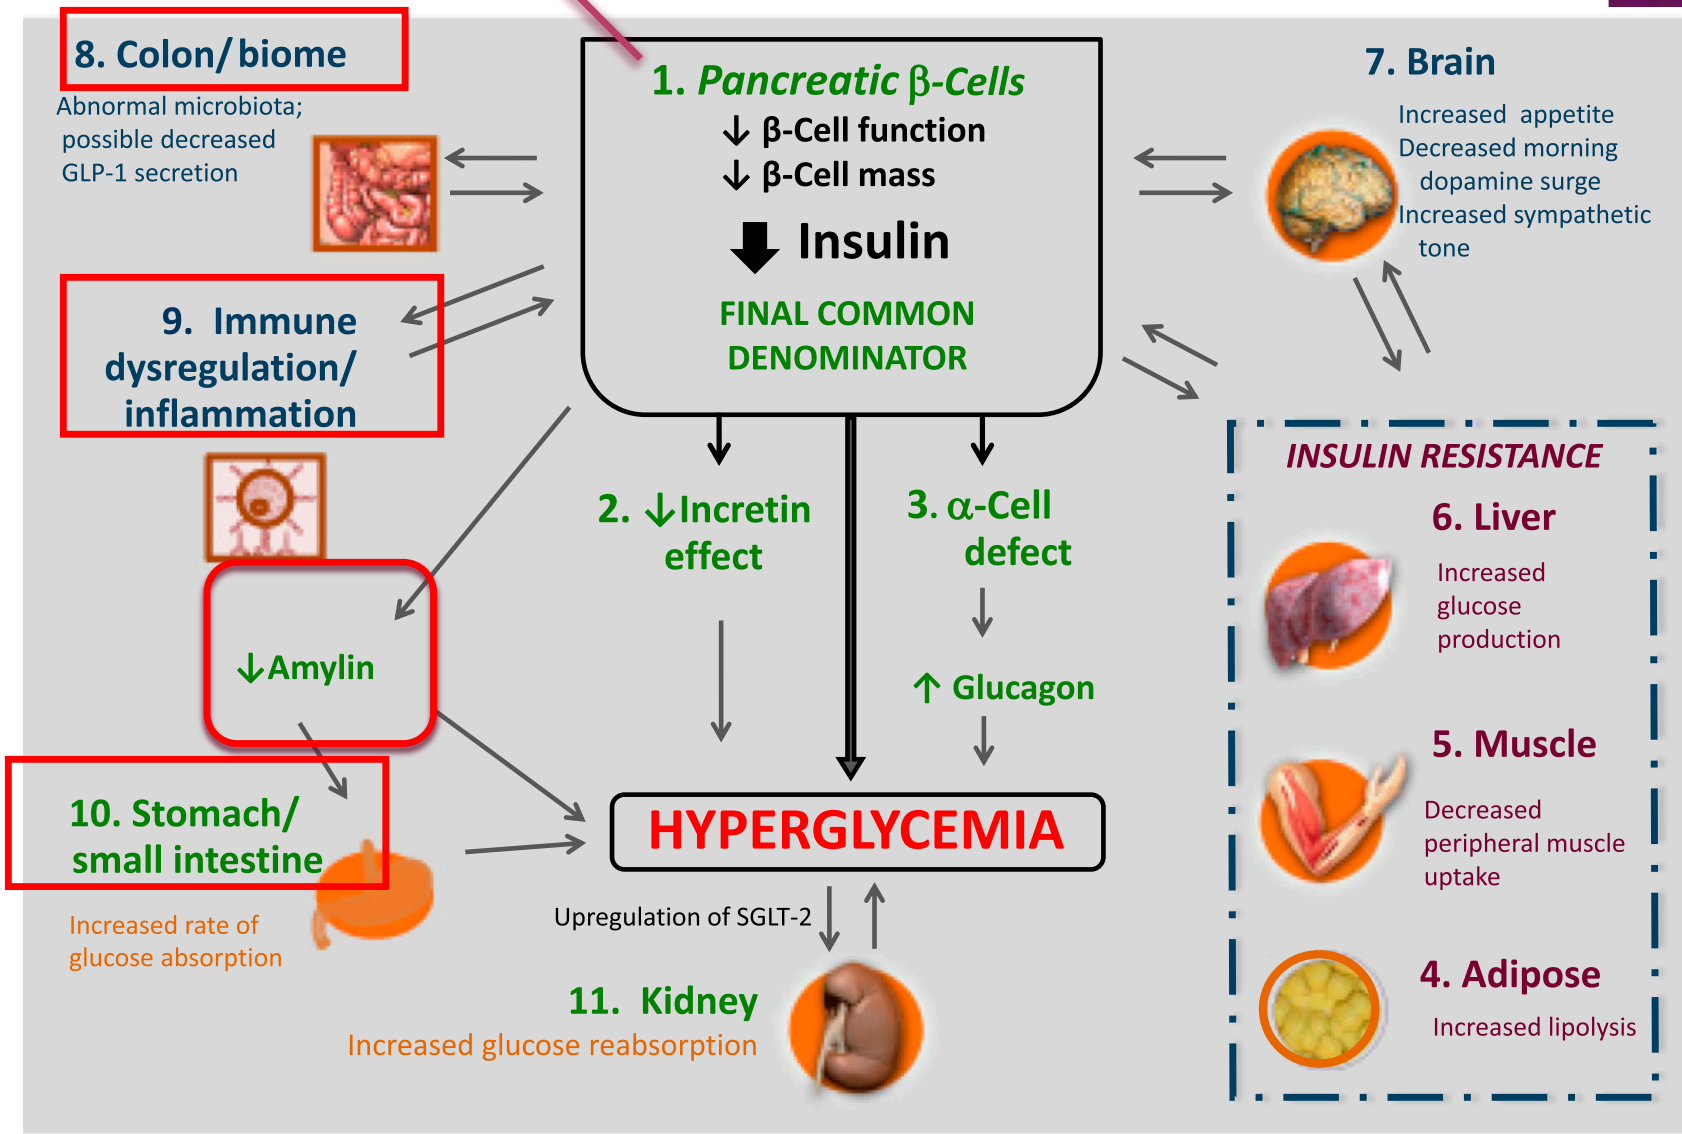 8. Colon/biome
Abnormal microbiota;
possible decreased
GLP-1 secretion
1. Pancreatic β-Cells
↓ β-Cell function
↓ β-Cell mass
Insulin
FINAL COMMON
DENOMINATOR
7. Brain
Increased appetite
Decreased morning
dopamine surge
Increased sympathetic
tone
9. Immune
dysregulation/
inflammation
2. ↓Incretin
effect
3. α-Cell
defect
↑ Glucagon
INSULIN RESISTANCE
6. Liver
Increased
glucose
production
5. Muscle
Decreased
peripheral muscle
uptake
4. Adipose
Increased lipolysis
↓Amylin
10. Stomach/
small intestine
Increased rate of
glucose absorption
HYPERGLYCEMIA
Upregulation of SGLT-2
11. Kidney
Increased glucose reabsorption